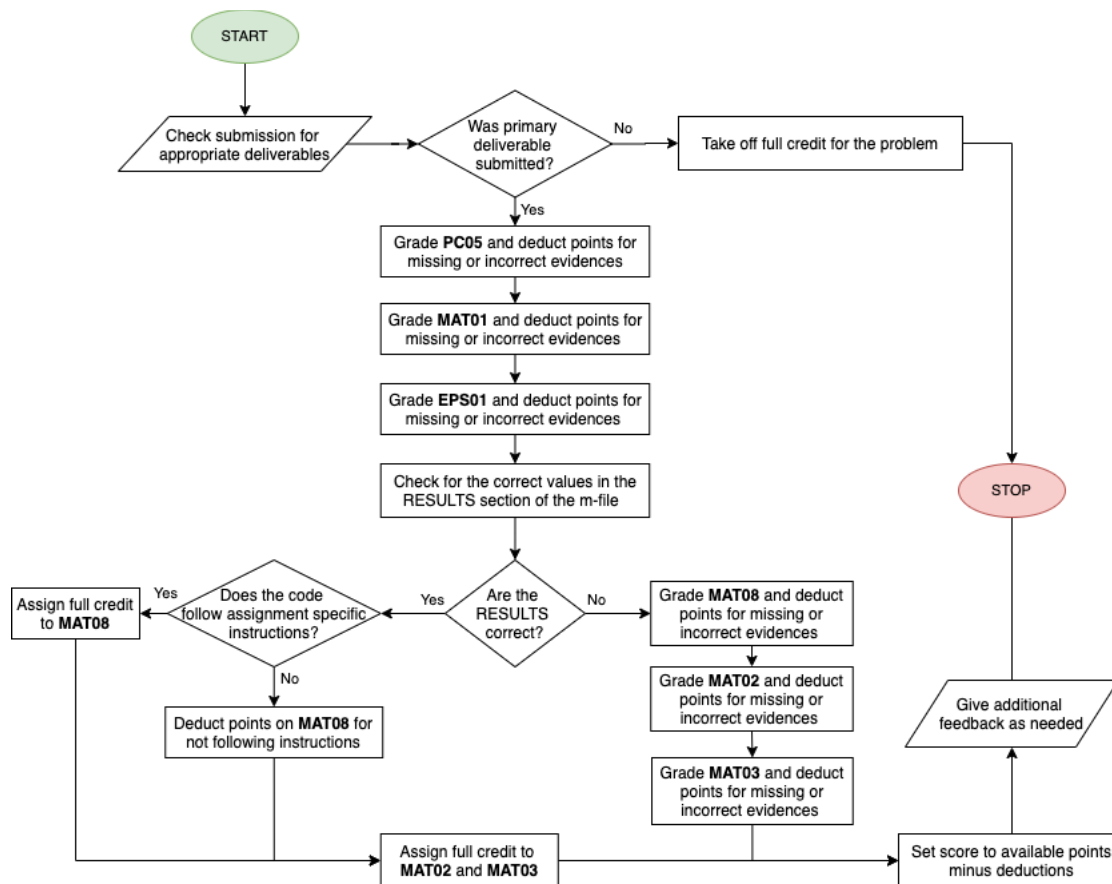 START
Check submission for
appropriate deliverables
Was primary
deliverable
submitted?
No
Take off full credit for the problem
Yes
Grade PC05 and deduct points for
missing or incorrect evidences
Grade MAT01 and deduct points for
missing or incorrect evidences
Grade EPS01 and deduct points for
missing or incorrect evidences
Check for the correct values in the
RESULTS section of the m-file
STOP
Are the
RESULTS
correct?
Yes
No
Does the code
follow assignment specific
instructions?
Yes
Assign full credit
to MAT08
No
Deduct points on MAT08 for
not following instructions
Grade MAT08 and deduct
points for missing or
incorrect evidences
Grade MAT02 and deduct
points for missing or
incorrect evidences
Grade MAT03 and deduct
points for missing or
incorrect evidences
Assign full credit to
MAT02 and MAT03
Set score to available points
minus deductions
Give additional
feedback as needed